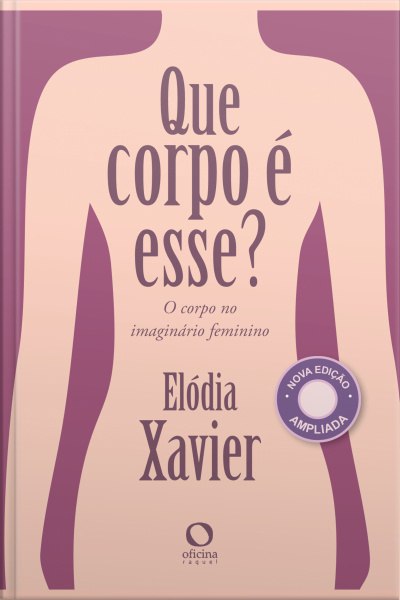 Que
corpo é
esse?
O corpo no
imaginário feminino
Elódia
Xavier
• NOVA EDIÇÃO •
AMPLIADA
oficina
raquel